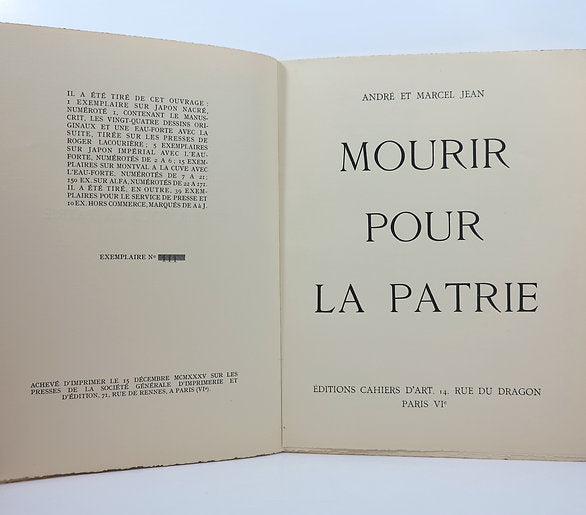 IL A ÉTÉ TIRÉ DE CET OUVRAGE :
1 EXEMPLAIRE SUR JAPON NACRÉ,
NUMÉROTÉ 1, CONTENANT LE MANUS-
CRIT, LES VINGT-QUATRE DESSINS ORI-
GINAUX ET UNE EAU-FORTE AVEC LA
SUITE, TIRÉE SUR LES PRESSES DE
ROGER LACOURIÈRE ; 5 EXEMPLAIRES
SUR JAPON IMPÉRIAL AVEC L'EAU-
FORTE, NUMÉROTÉS DE 2 A 6 ; 15 EXEM-
PLAIRES SUR MONTVAL A LA CUVE AVEC
L'EAU-FORTE, NUMÉROTÉS DE 7 A 21 ;
150 EX. SUR ALFA, NUMÉROTÉS DE 22 A 171.
IL A ÉTÉ TIRÉ, EN OUTRE, 39 EXEM-
PLAIRES POUR LE SERVICE DE PRESSE ET
10 EX. HORS COMMERCE, MARQUÉS DE A à J.
EXEMPLAIRE Nº
ACHEVÉ D'IMPRIMER LE 15 DÉCEMBRE MCMXXXV SUR LES
PRESSES DE LA SOCIÉTÉ GÉNÉRALE D'IMPRIMERIE ET
D'ÉDITION, 71, RUE DE RENNES, A PARIS (VIe).
ANDRÉ ET MARCEL JEAN
MOURIR
POUR
LA PATRIE
ÉDITIONS CAHIERS D'ART, 14, RUE DU DRAGON
PARIS VIe